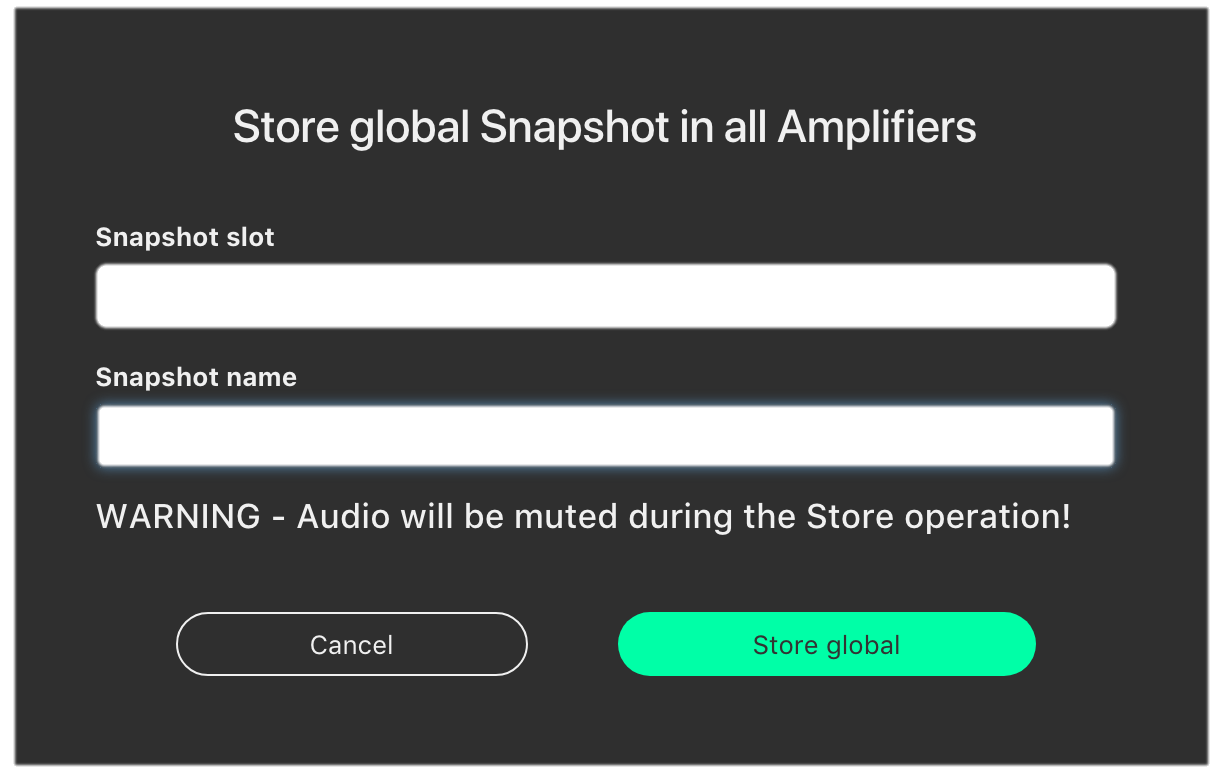 Store global Snapshot in all Amplifiers
Snapshot slot
Snapshot name
WARNING - Audio will be muted during the Store operation!
Cancel
Store global